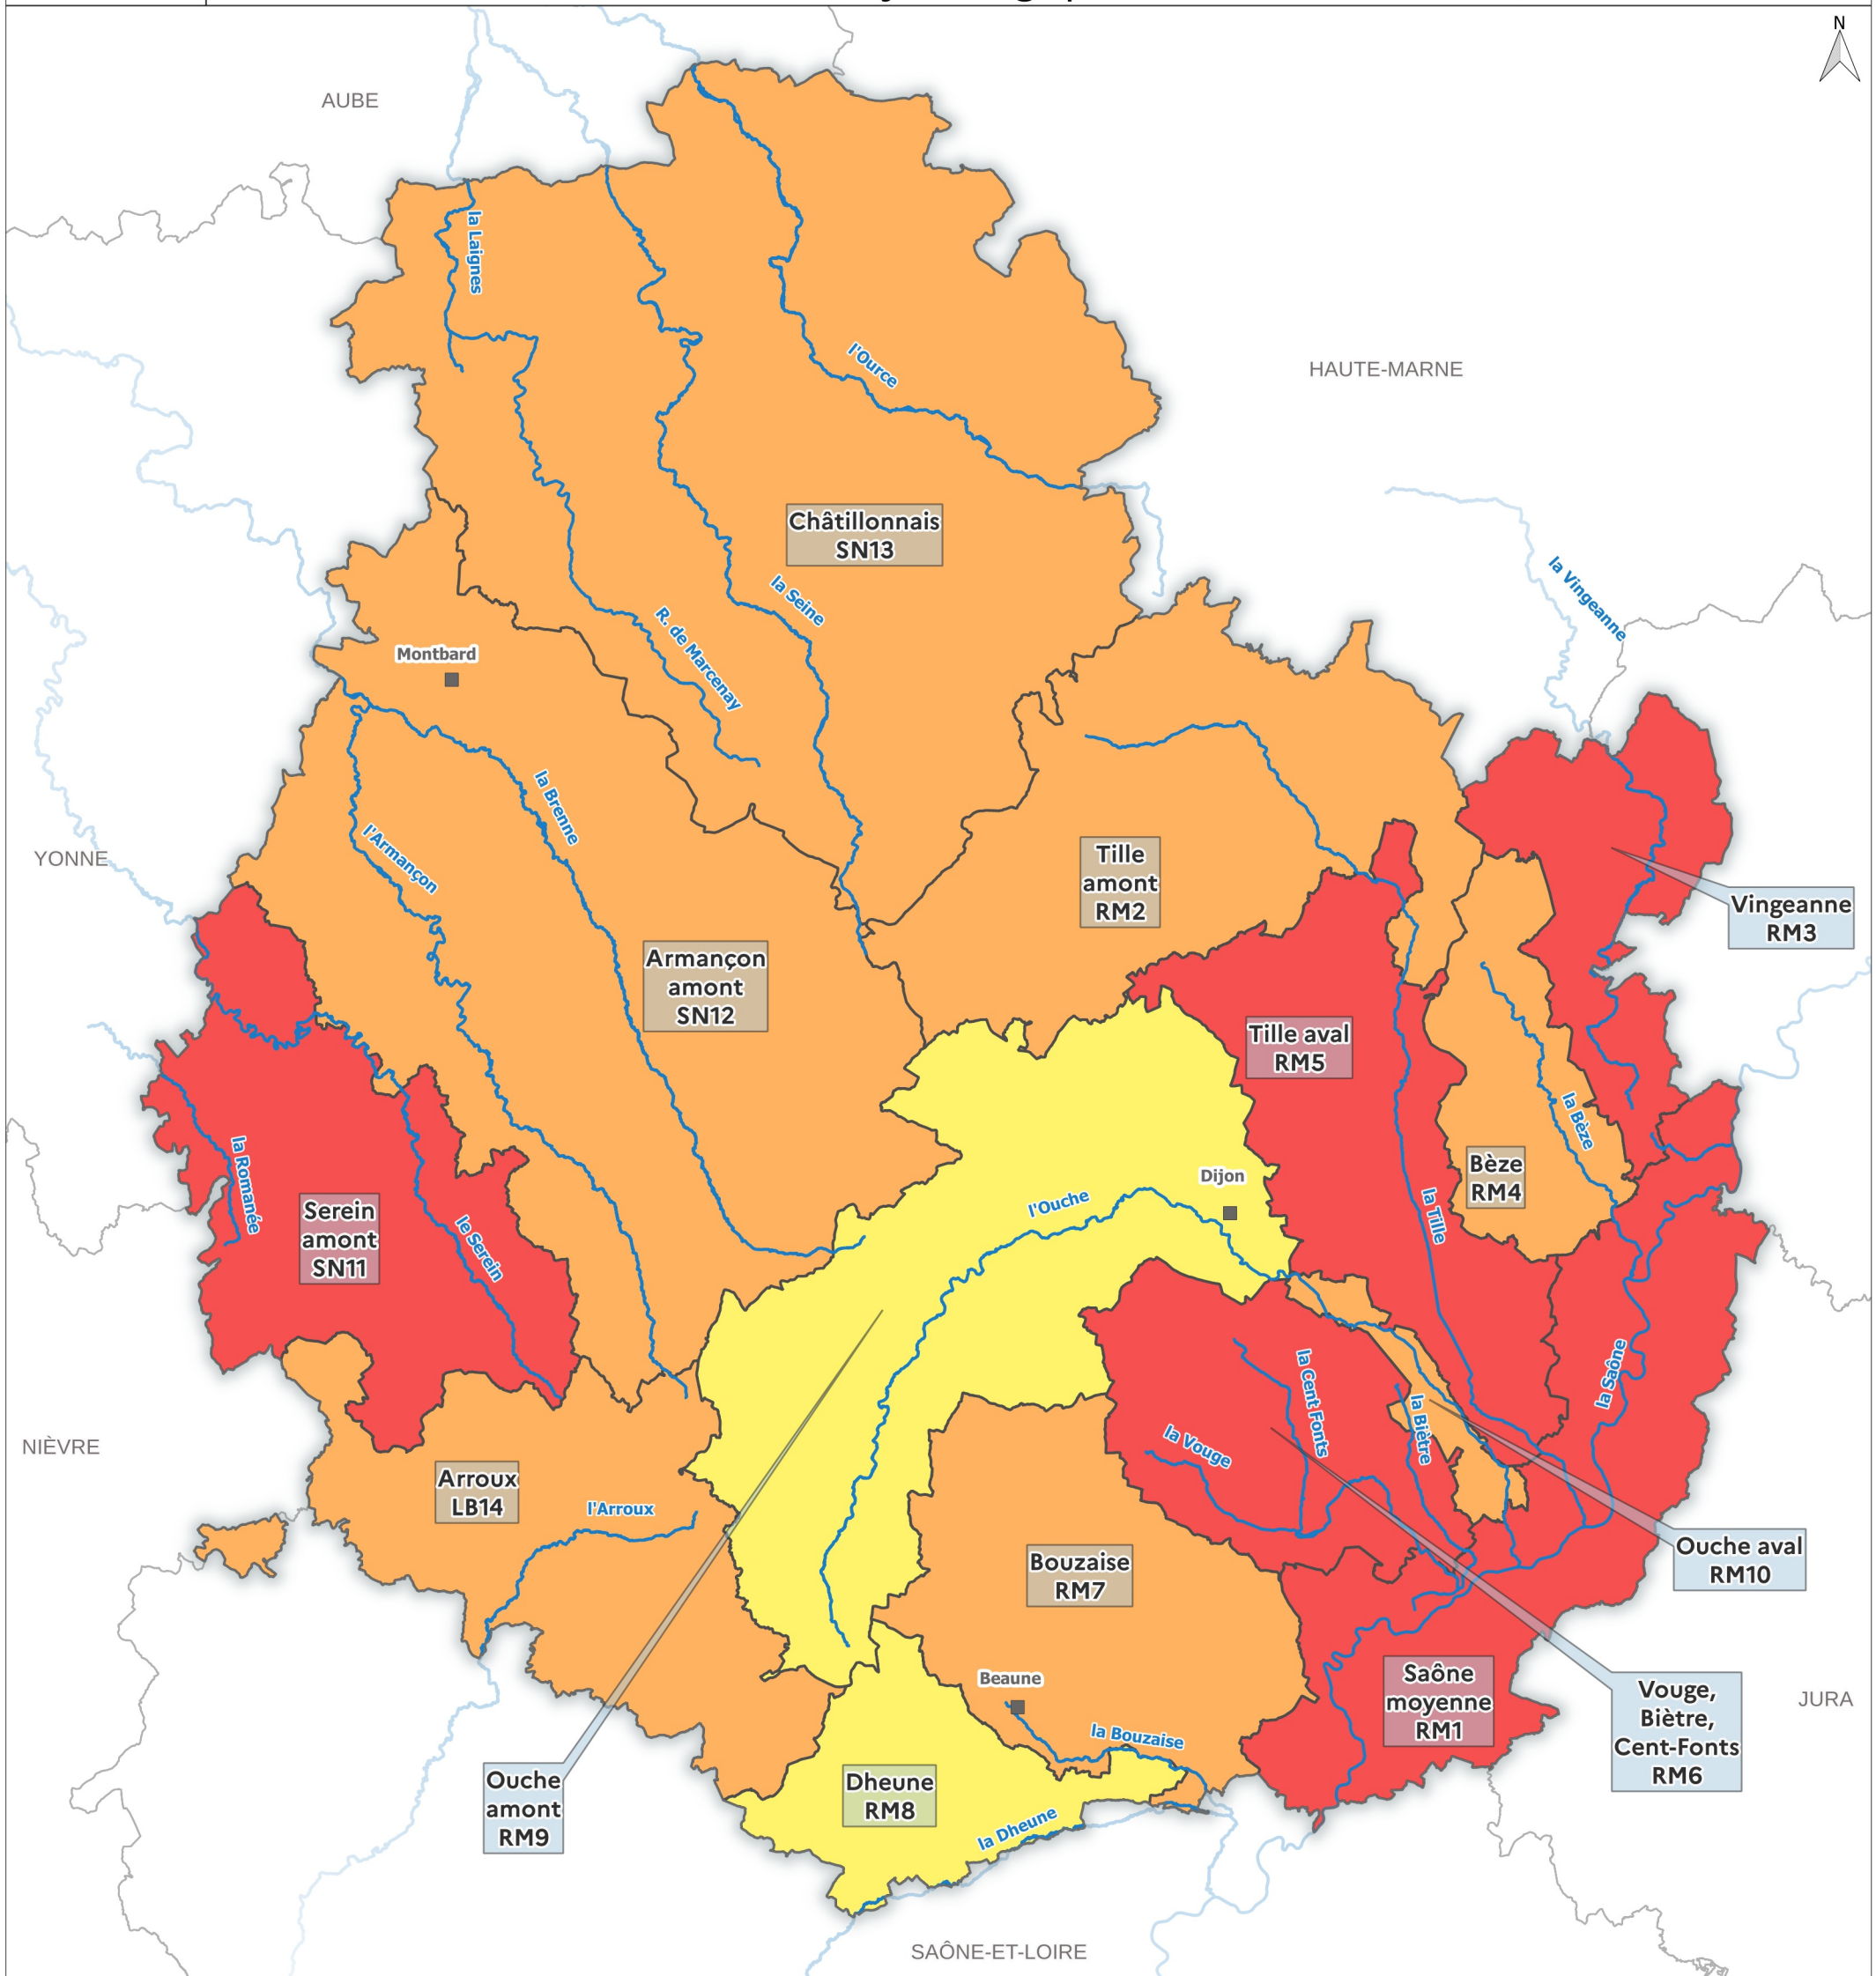 N
AUBE
la Laignes
l'Ource
HAUTE-MARNE
Châtillonnais
SN13
la Seine
la Vingeanne
R. de Marcenay
Montbard
la Brenne
l'Armançon
YONNE
Tille
amont
RM2
Vingeanne
RM3
Armançon
amont
SN12
Tille aval
RM5
la Bèze
Bèze
RM4
la Romanée
Dijon
l'Ouche
la Tille
Serein
amont
SN11
le Serein
la Saône
la Cent Fonts
la Biètre
la Vouge
NIÈVRE
Arroux
LB14
l'Arroux
Bouzaise
RM7
Ouche aval
RM10
Beaune
Saône
moyenne
RM1
Vouge,
Biètre,
Cent-Fonts
RM6
JURA
la Bouzaise
Ouche
amont
RM9
Dheune
RM8
la Dheune
SAÔNE-ET-LOIRE